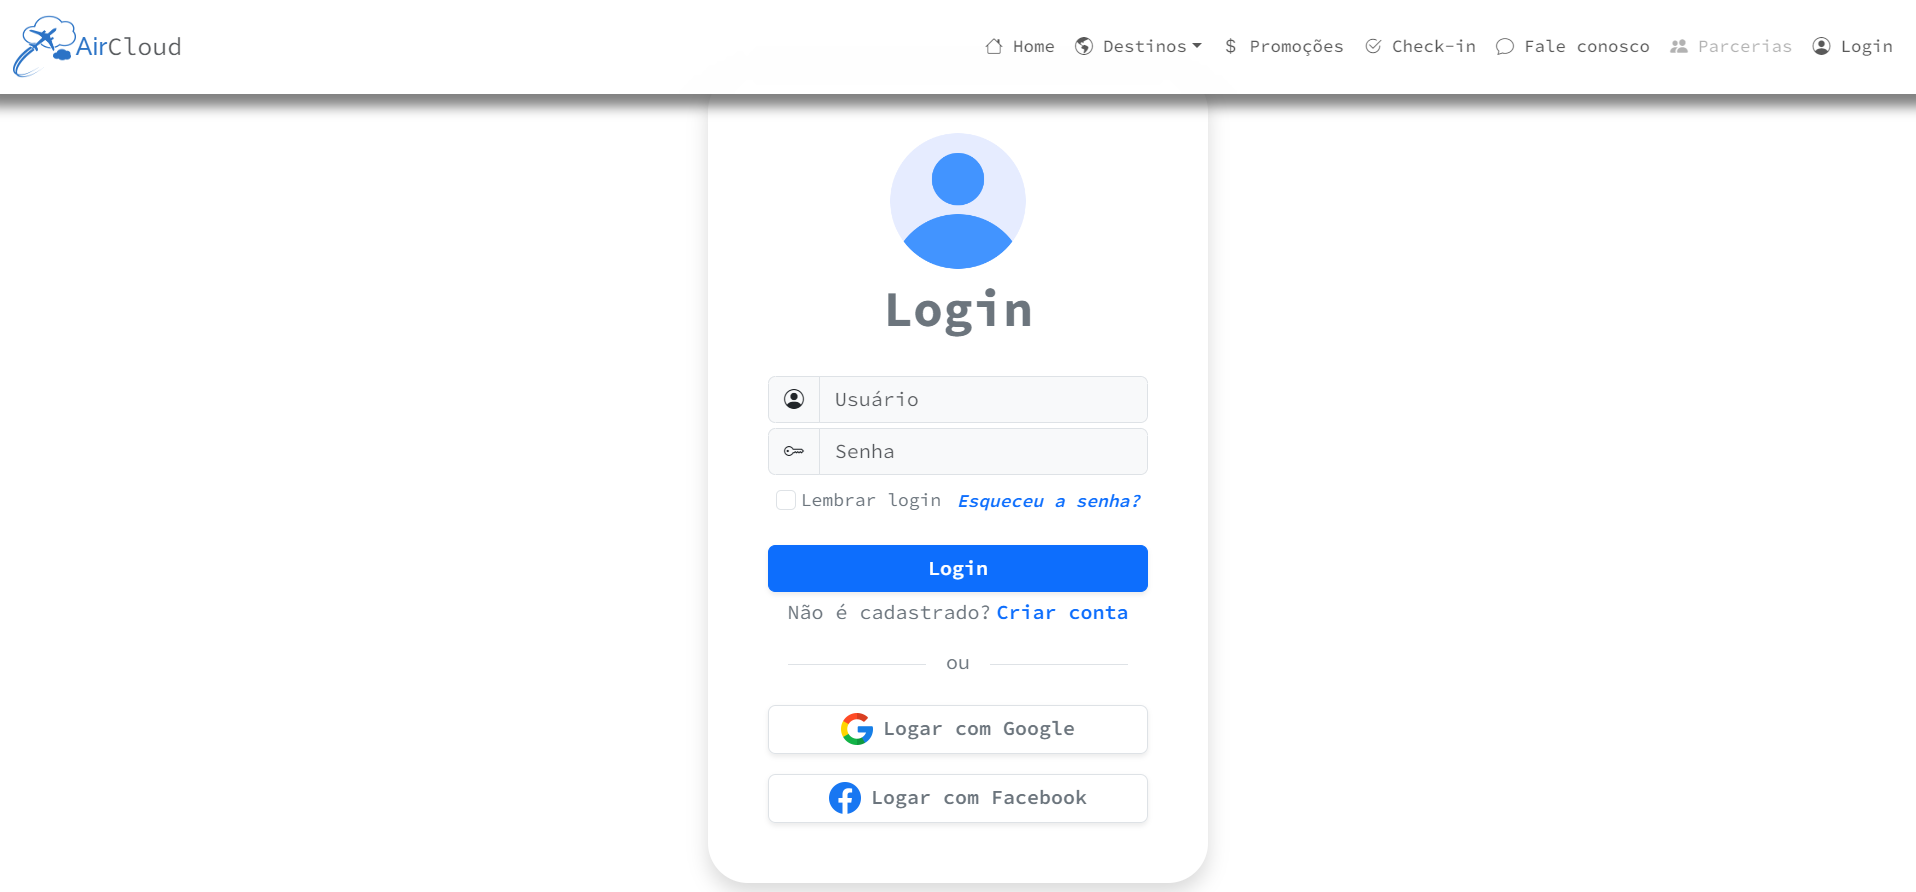 AirCloud
Home Destinos $ Promoções Check-in Fale conosco Parcerias Login
Login
Usuário
Senha
Lembrar login Esqueceu a senha?
Login
Não é cadastrado? Criar conta
ou
Logar com Google
Logar com Facebook